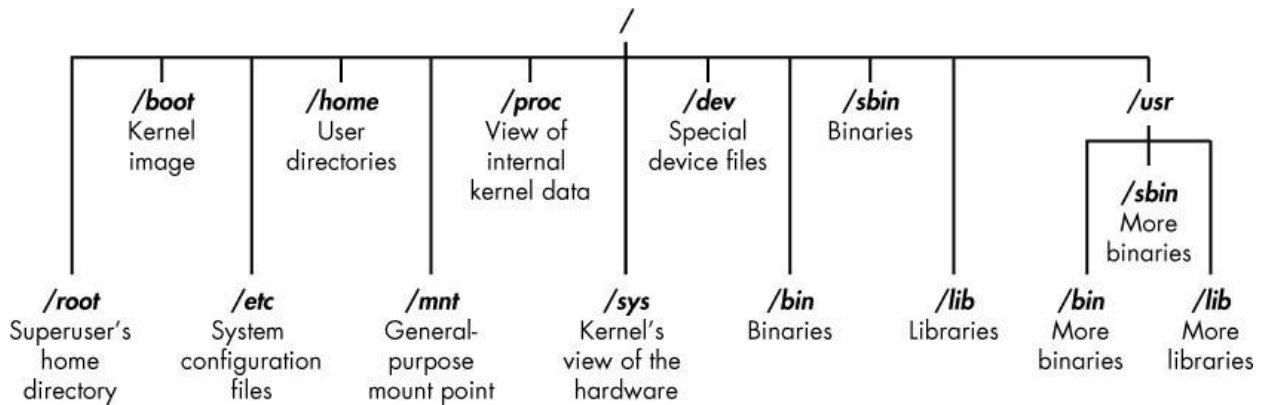 /
/boot
Kernel
image
/home
User
directories
/proc
View of
internal
kernel data
/dev
Special
device files
/sbin
Binaries
/usr
/sbin
More
binaries
/root
Superuser's
home
directory
/etc
System
configuration
files
/mnt
General-
purpose
mount point
/sys
Kernel's
view of the
hardware
/bin
Binaries
/lib
Libraries
/bin
More
binaries
/lib
More
libraries